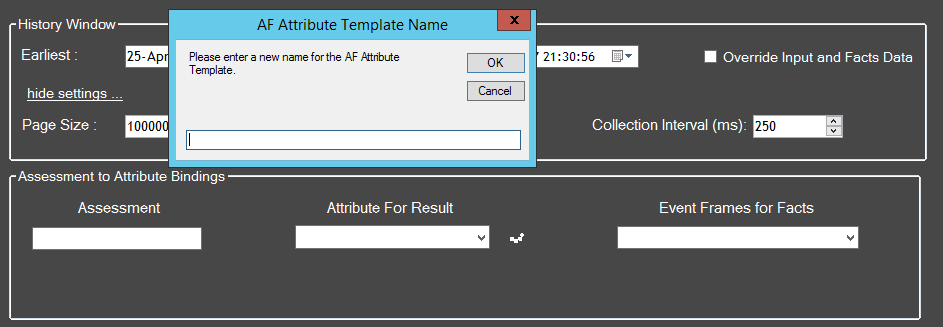 AF Attribute Template Name
x
Please enter a new name for the AF Attribute
Template.
OK
Cancel
History Window
Earliest :
25-Apr
21:30:56
Override Input and Facts Data
hide settings ...
Page Size :
100000
Collection Interval (ms):
250
Assessment to Attribute Bindings
Assessment
Attribute For Result
Event Frames for Facts